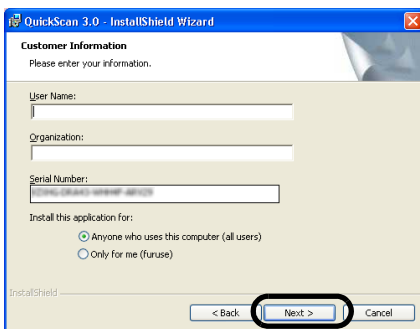 QuickScan 3.0 - InstallShield Wizard
Customer Information
Please enter your information.
User Name:
Organization:
Serial Number:
Install this application for:
Anyone who uses this computer (all users)
Only for me (furuse)
InstallShield
< Back Next > Cancel